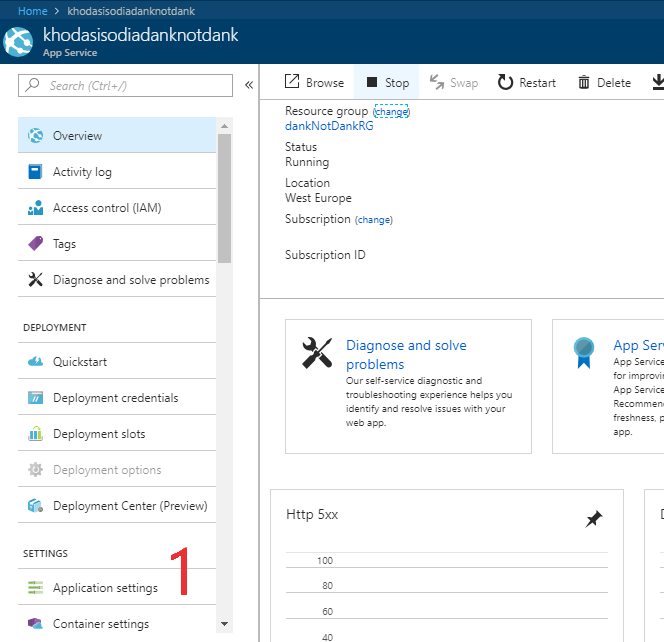 Home > khodasisodiadanknotdank
khodasisodiadanknotdank
App Service
Search (Ctrl+/)
«
Overview
Activity log
Access control (IAM)
Tags
Diagnose and solve problems
DEPLOYMENT
Quickstart
Deployment credentials
Deployment slots
Deployment options
Deployment Center (Preview)
SETTINGS
Application settings
1
Container settings
Browse
Stop
Swap
Restart
Delete
Resource group (change)
dankNotDankRG
Status
Running
Location
West Europe
Subscription (change)
Subscription ID
Diagnose and solve
problems
Our self-service diagnostic and
troubleshooting experience helps you
identify and resolve issues with your
web app.
App Ser
App Service
for improvi
App Service
Recommen
freshness, p
app.
Http 5xx
100
80
60
40